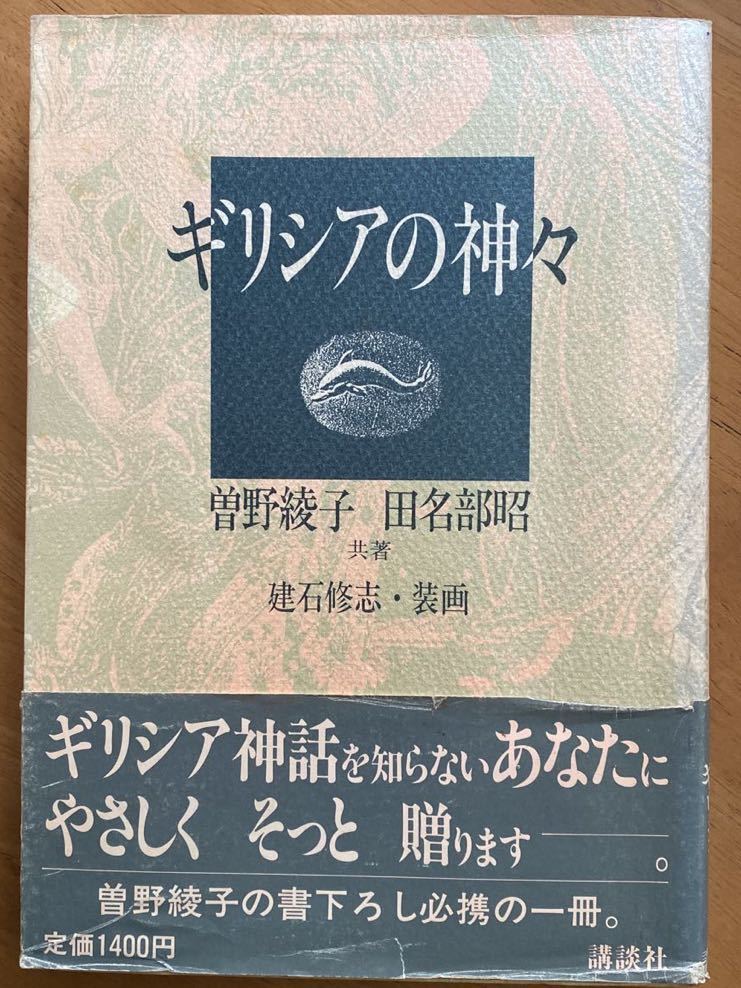 ギリシアの神々
曽野綾子 田名部昭
共著
建石修志・装画
ギリシア神話を知らないあなたに
やさしく そっと 贈ります――。
曽野綾子の書下ろし必携の一冊。
定価1400円 講談社